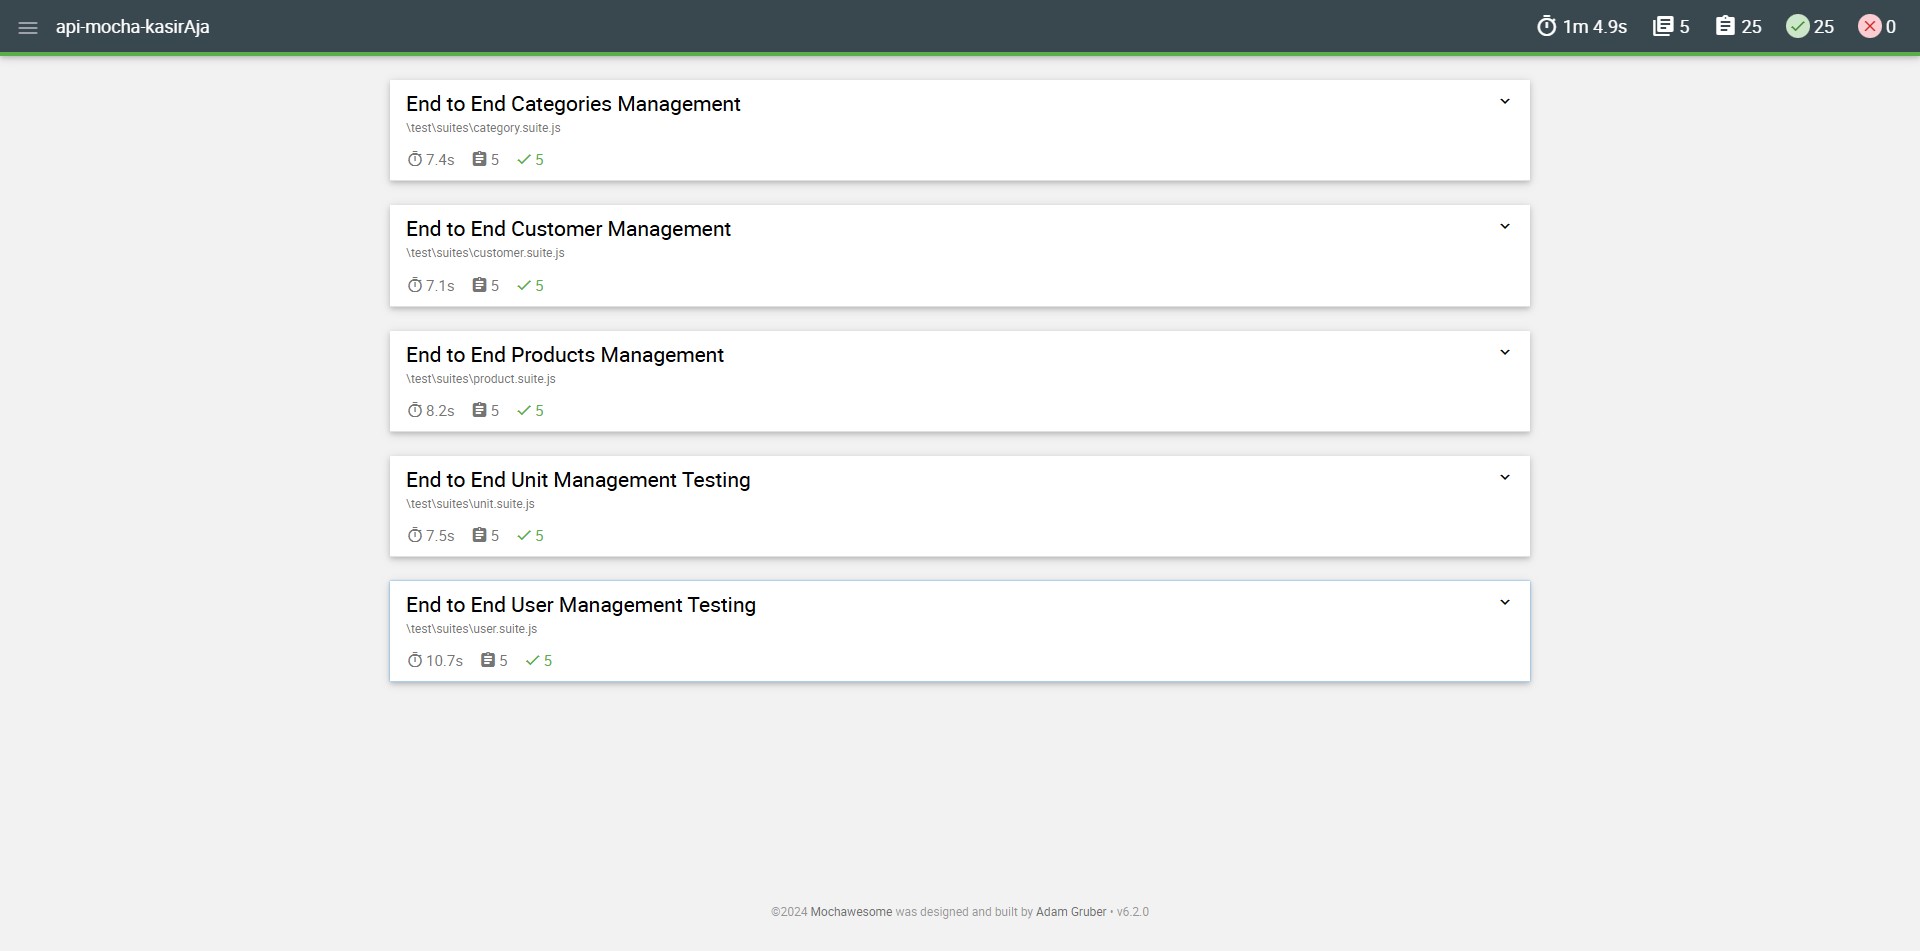 api-mocha-kasirAja 1m 4.9s 5 25 25 0
End to End Categories Management
\test\suites\category.suite.js
7.4s 5 5
End to End Customer Management
\test\suites\customer.suite.js
7.1s 5 5
End to End Products Management
\test\suites\product.suite.js
8.2s 5 5
End to End Unit Management Testing
\test\suites\unit.suite.js
7.5s 5 5
End to End User Management Testing
\test\suites\user.suite.js
10.7s 5 5
©2024 Mochawesome was designed and built by Adam Gruber • v6.2.0